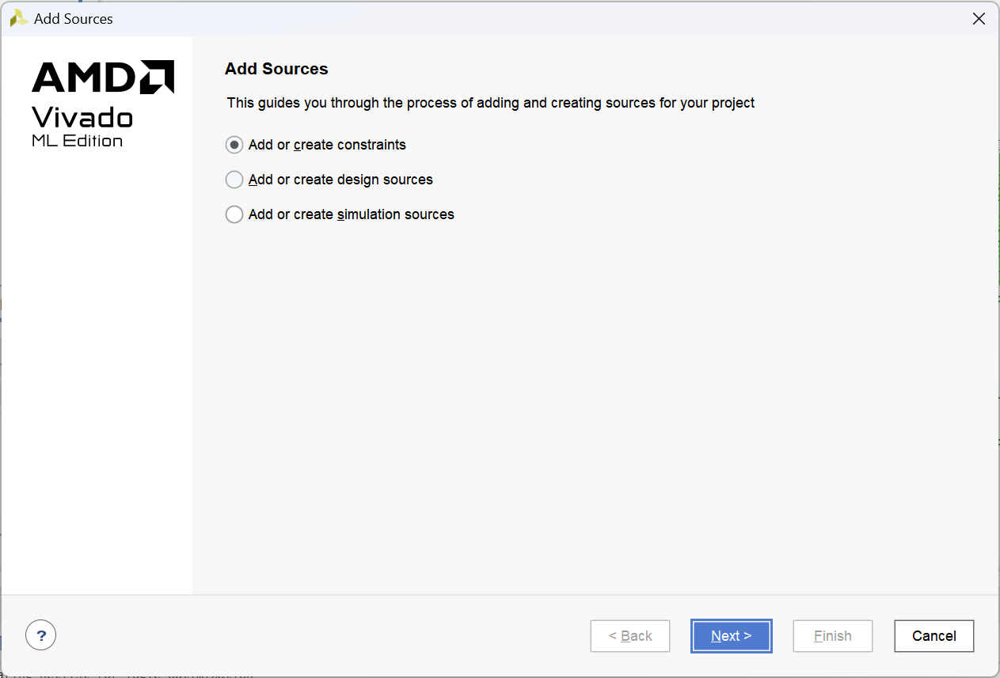 Add Sources
AMD
Vivado
ML Edition
Add Sources
This guides you through the process of adding and creating sources for your project
Add or create constraints
Add or create design sources
Add or create simulation sources
?
< Back
Next >
Finish
Cancel